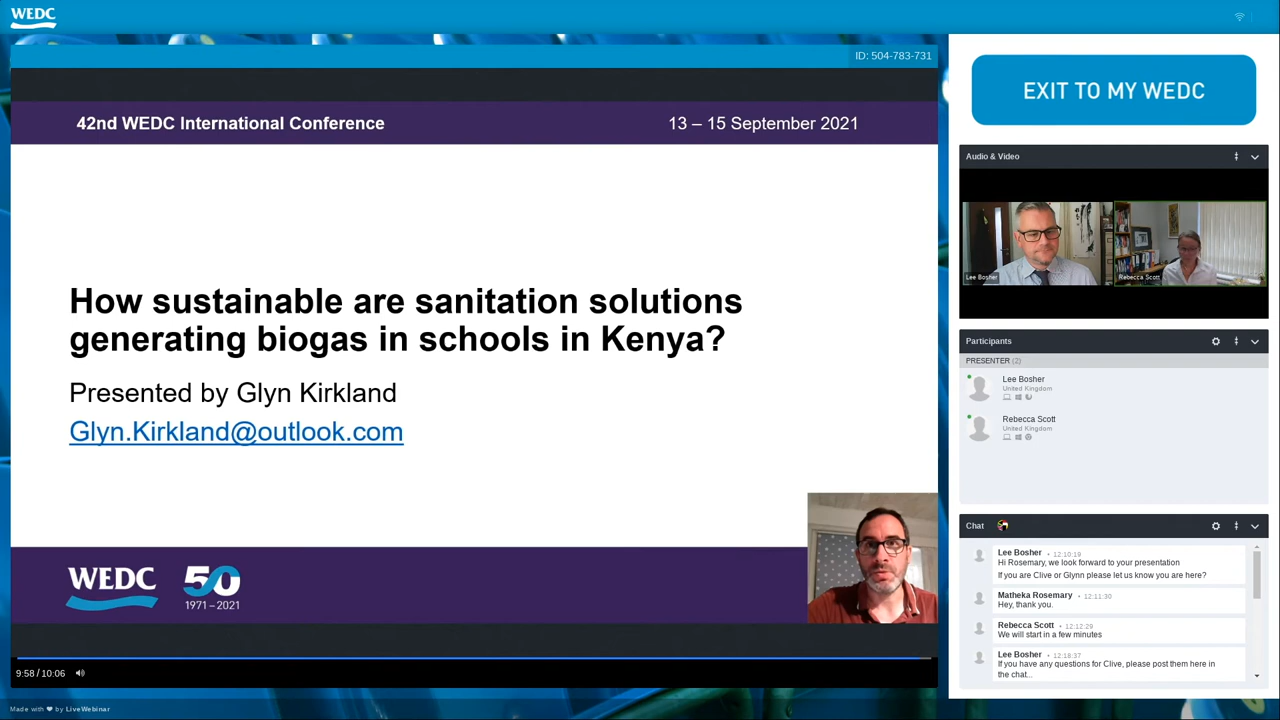 WEDC
ID: 504-783-731
42nd WEDC International Conference
13 – 15 September 2021
How sustainable are sanitation solutions
generating biogas in schools in Kenya?
Presented by Glyn Kirkland
Glyn.Kirkland@outlook.com
WEDC
50
1971 – 2021
9:58 / 10:06
Made with ❤ by LiveWebinar
EXIT TO MY WEDC
Audio & Video
Lee Bosher
Rebecca Scott
Participants
PRESENTER (2)
Lee Bosher
United Kingdom
Rebecca Scott
United Kingdom
Chat
Lee Bosher • 12:10:19
Hi Rosemary, we look forward to your presentation
If you are Clive or Glynn please let us know you are here?
Matheka Rosemary • 12:11:30
Hey, thank you.
Rebecca Scott • 12:12:29
We will start in a few minutes
Lee Bosher • 12:18:37
If you have any questions for Clive, please post them here in
the chat...